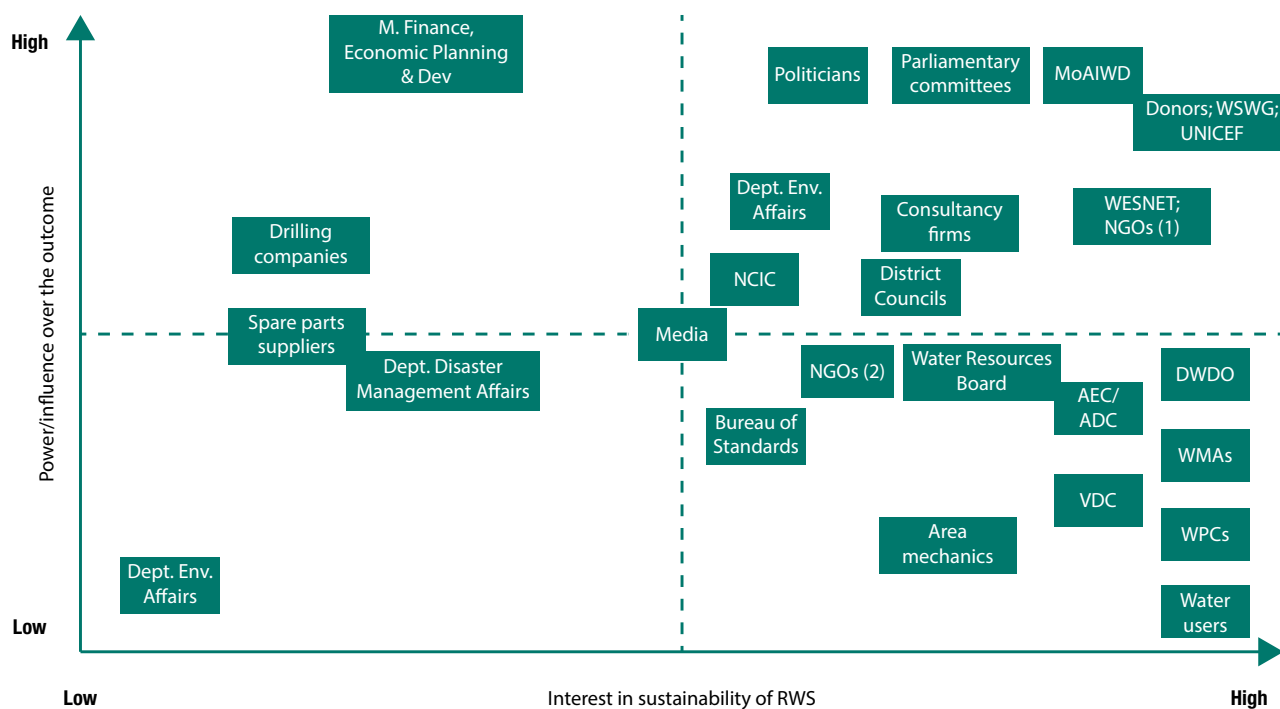 High
M. Finance,
Economic Planning
& Dev
Politicians
Parliamentary
committees
MoAIWD
Donors; WSWG;
UNICEF
Dept. Env.
Affairs
Consultancy
firms
WESNET;
NGOs (1)
Drilling
companies
NCIC
District
Councils
Power/influence over the outcome
Spare parts
suppliers
Media
Dept. Disaster
Management Affairs
NGOs (2)
Water Resources
Board
DWDO
AEC/
ADC
Bureau of
Standards
WMAs
VDC
Area
mechanics
WPCs
Dept. Env.
Affairs
Water
users
Low
Low
Interest in sustainability of RWS
High